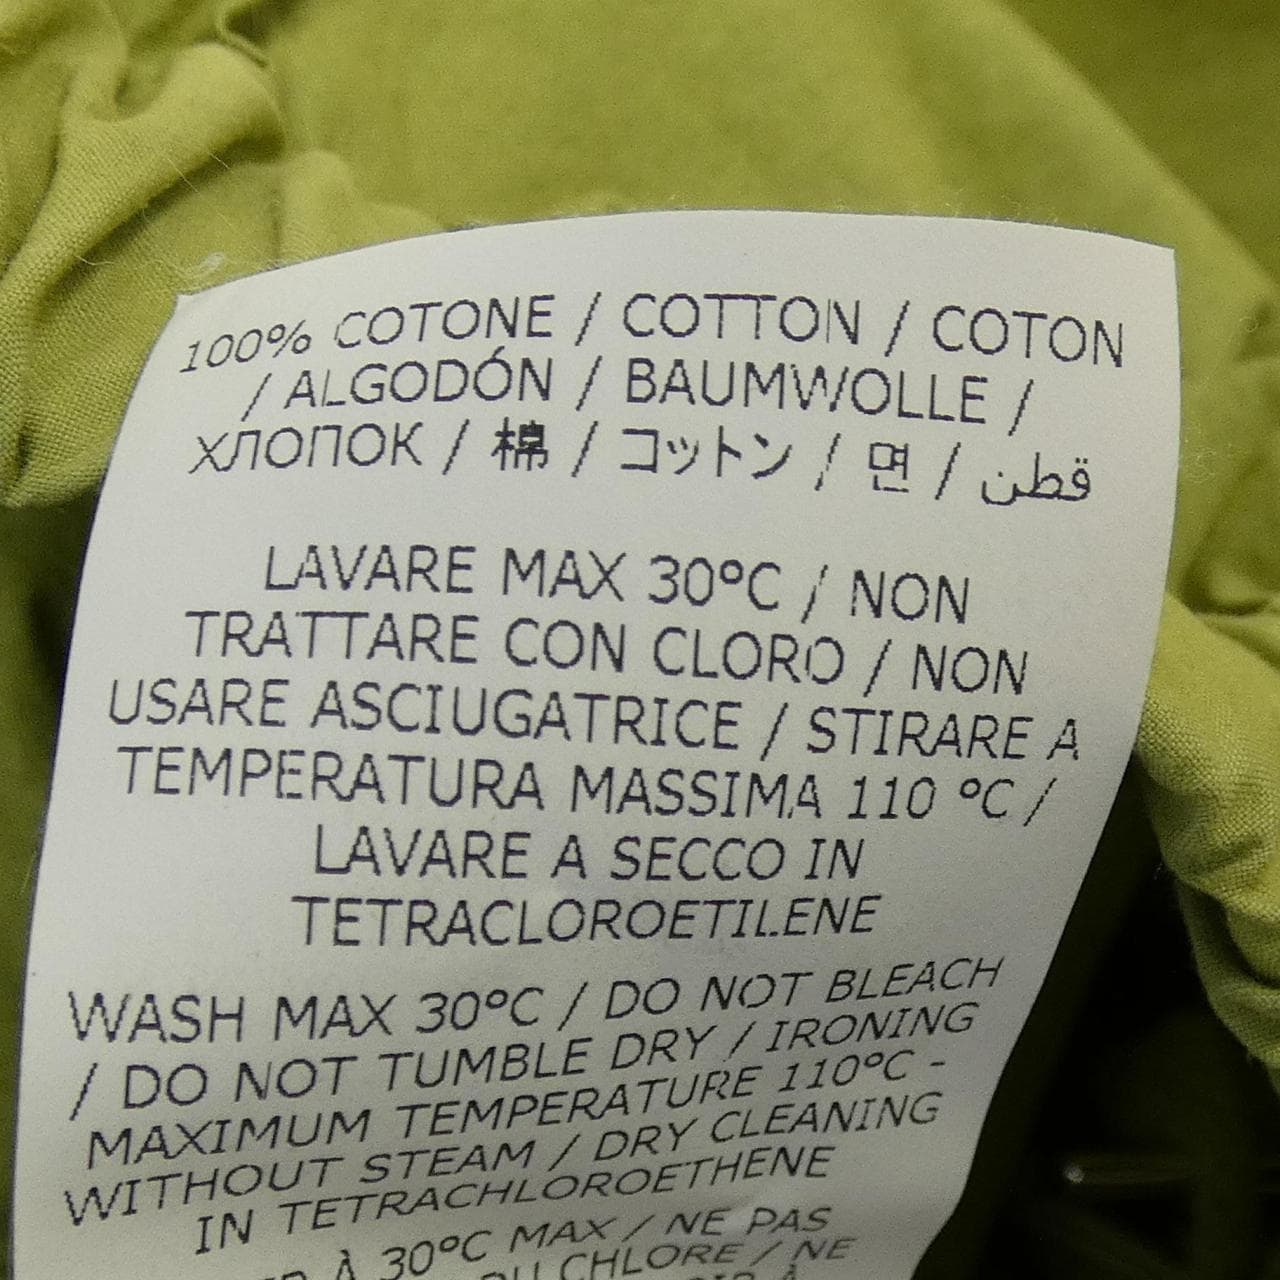 100% COTONE / COTTON / COTON
/ ALGODÓN / BAUMWOLLE /
ХЛОПОК / 棉 / コットン / 면 / قطن
LAVARE MAX 30°C / NON
TRATTARE CON CLORO / NON
USARE ASCIUGATRICE / STIRARE A
TEMPERATURA MASSIMA 110 °C /
LAVARE A SECCO IN
TETRACLOROETILENE
WASH MAX 30°C / DO NOT BLEACH
/ DO NOT TUMBLE DRY / IRONING
MAXIMUM TEMPERATURE 110°C -
WITHOUT STEAM / DRY CLEANING
IN TETRACHLOROETHENE
À 30°C MAX / NE PAS
DU CHLORE / NE
À